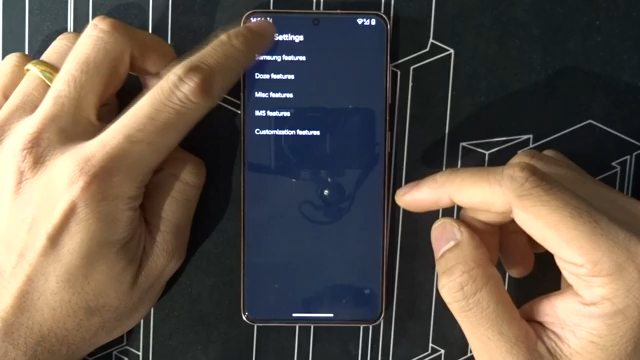 Settings
Samsung features
Doze features
Misc features
IMS features
Customization features